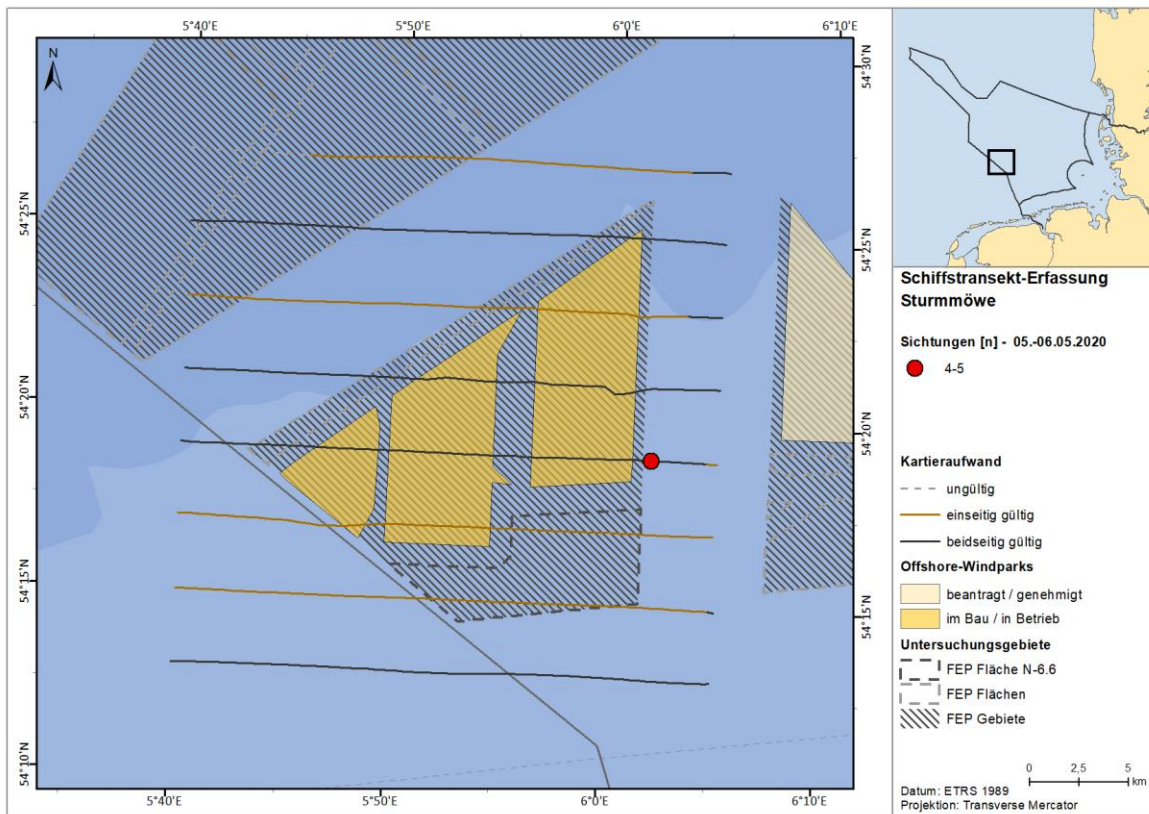 5°40'E
5°50'E
6°0'E
6°10'E
N
54°30'N
54°25'N
54°25'N
54°20'N
54°20'N
54°15'N
54°15'N
54°10'N
5°40'E
5°50'E
6°0'E
6°10'E
Schiffstransekt-Erfassung
Sturmmöwe
Sichtungen [n] - 05.-06.05.2020
4-5
Kartieraufwand
ungültig
einseitig gültig
beidseitig gültig
Offshore-Windparks
beantragt / genehmigt
im Bau / in Betrieb
Untersuchungsgebiete
FEP Fläche N-6.6
FEP Flächen
FEP Gebiete
0 2,5 5
km
Datum: ETRS 1989
Projektion: Transverse Mercator